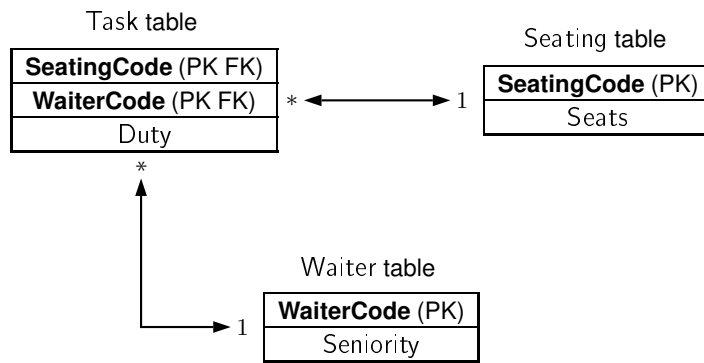 Task table
SeatingCode (PK FK)
WaiterCode (PK FK)
Duty
* 1
*
Seating table
SeatingCode (PK)
Seats
Waiter table
1
WaiterCode (PK)
Seniority